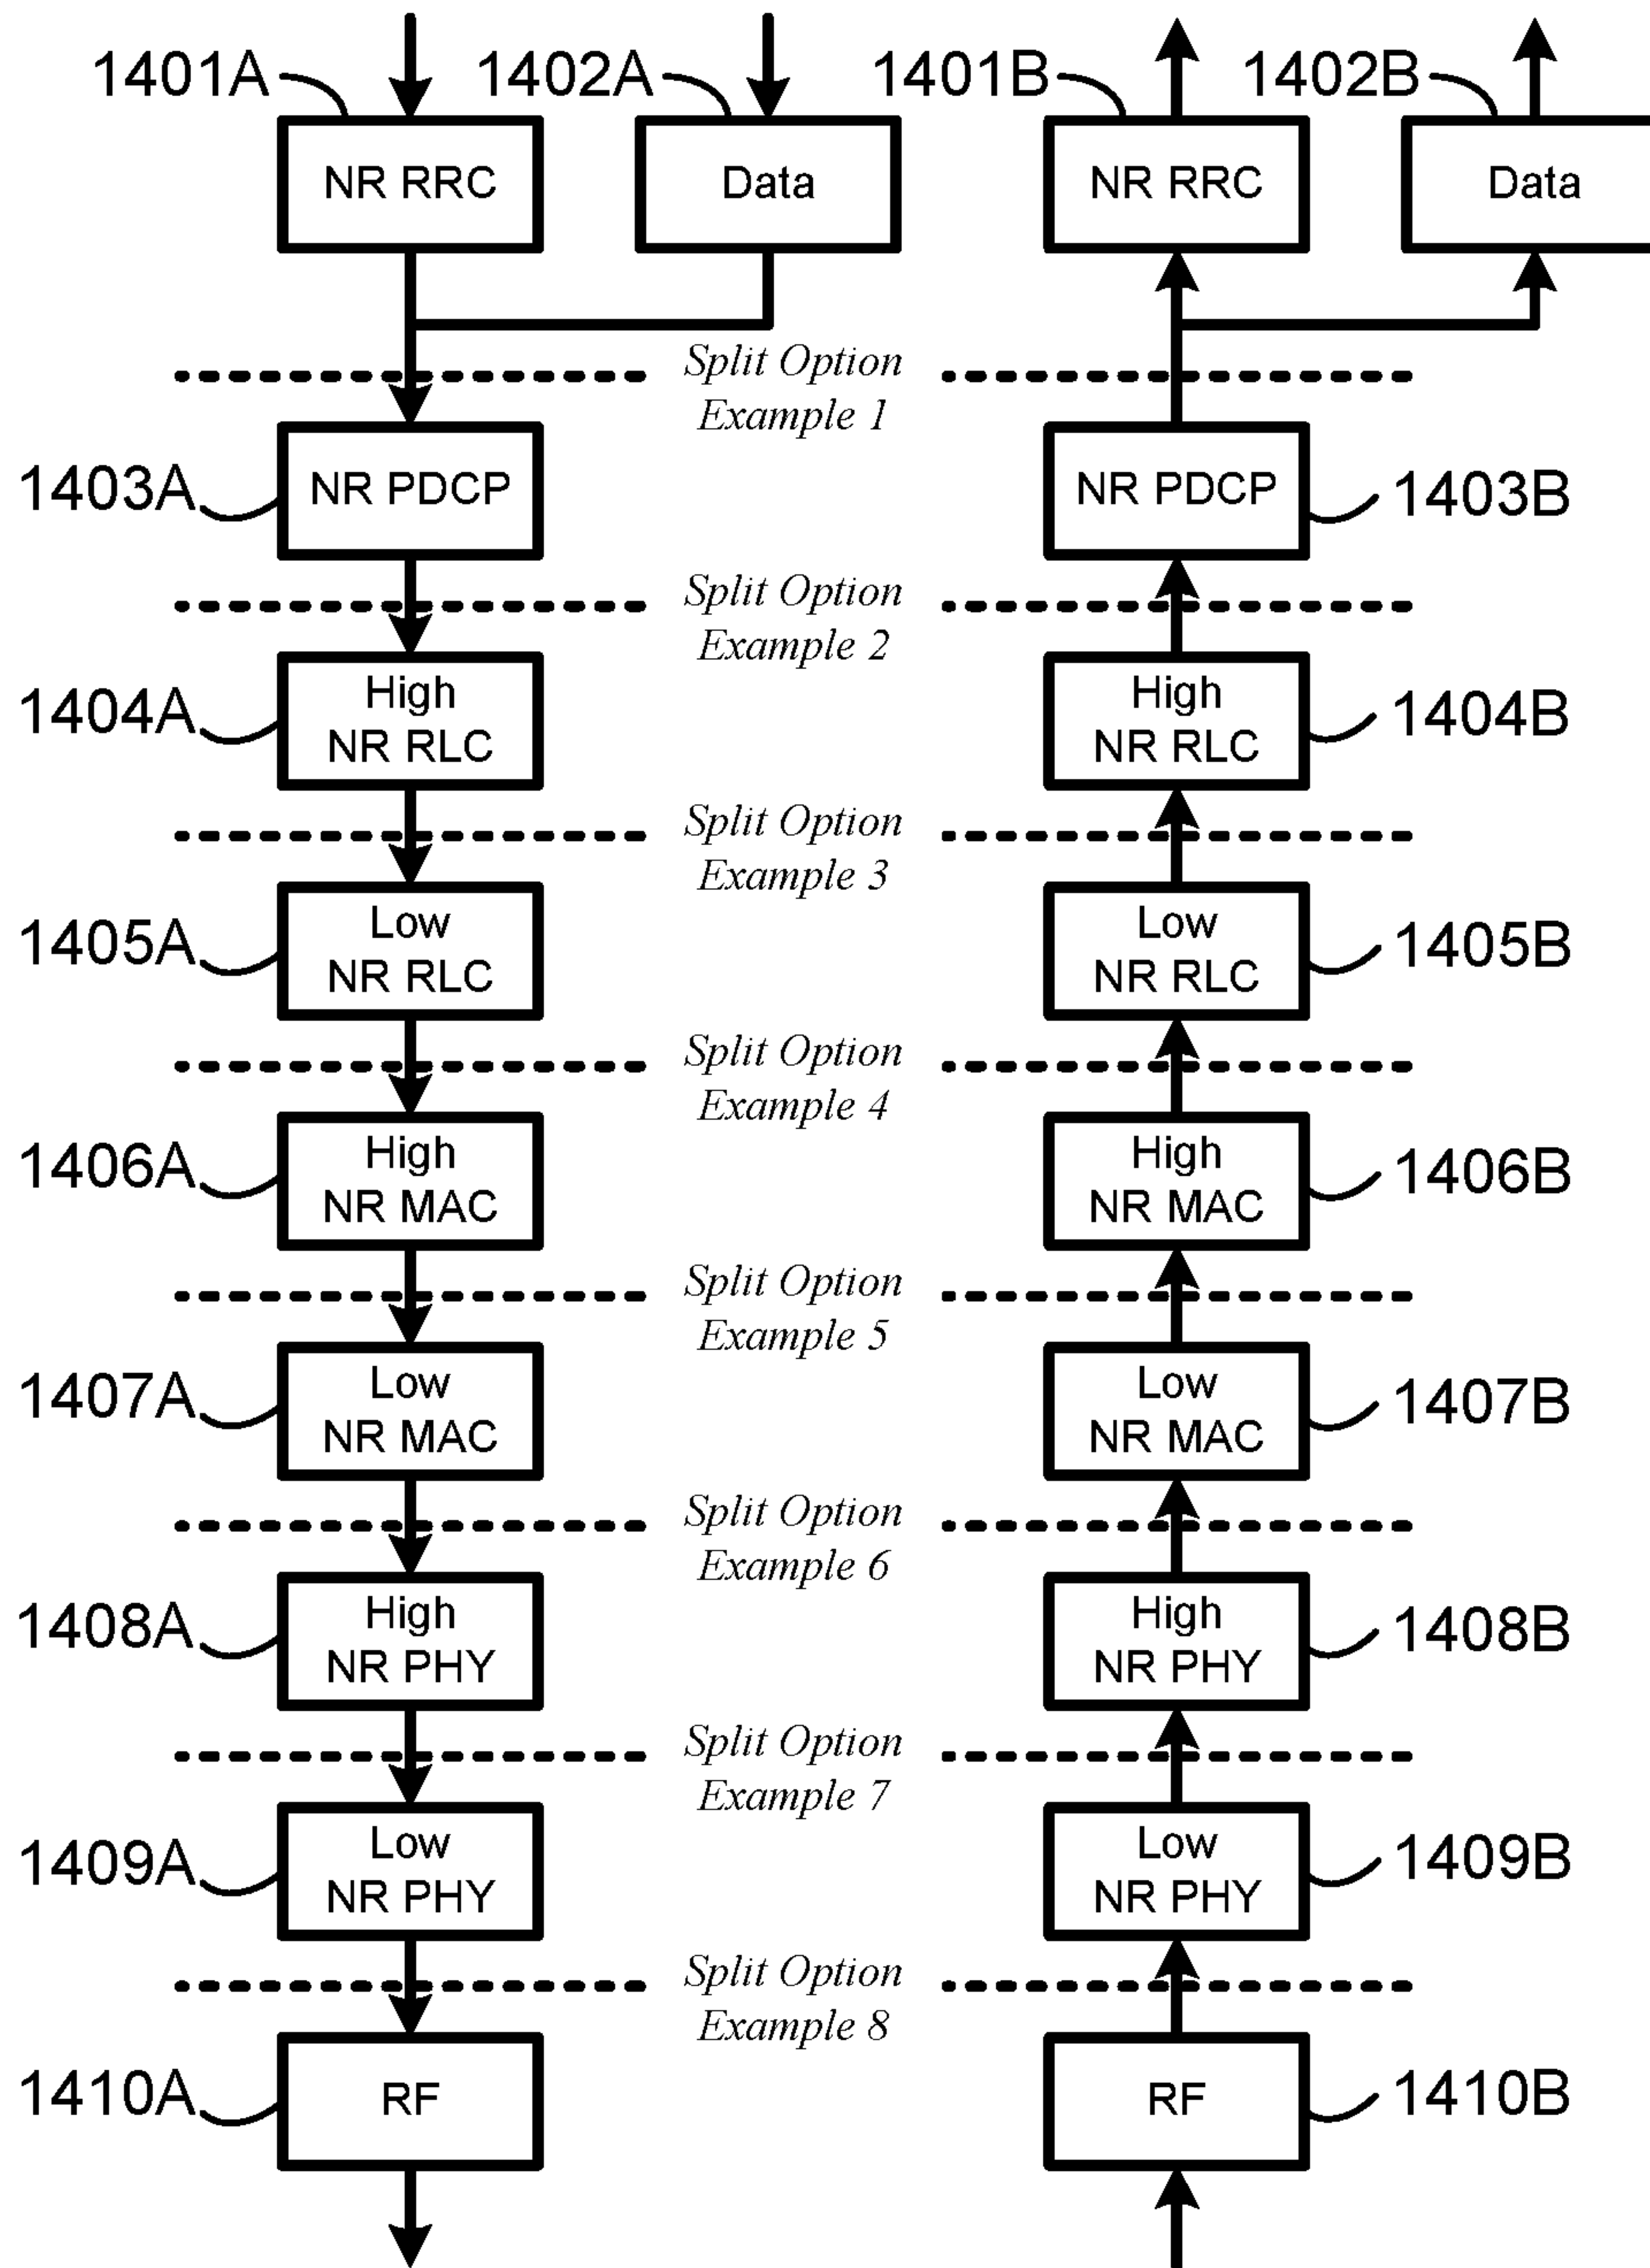 1401A 1402A 1401B 1402B
NR RRC Data NR RRC Data
Split Option
Example 1
1403A NR PDCP NR PDCP 1403B
Split Option
Example 2
1404A High NR RLC High NR RLC 1404B
Split Option
Example 3
1405A Low NR RLC Low NR RLC 1405B
Split Option
Example 4
1406A High NR MAC High NR MAC 1406B
Split Option
Example 5
1407A Low NR MAC Low NR MAC 1407B
Split Option
Example 6
1408A High NR PHY High NR PHY 1408B
Split Option
Example 7
1409A Low NR PHY Low NR PHY 1409B
Split Option
Example 8
1410A RF RF 1410B